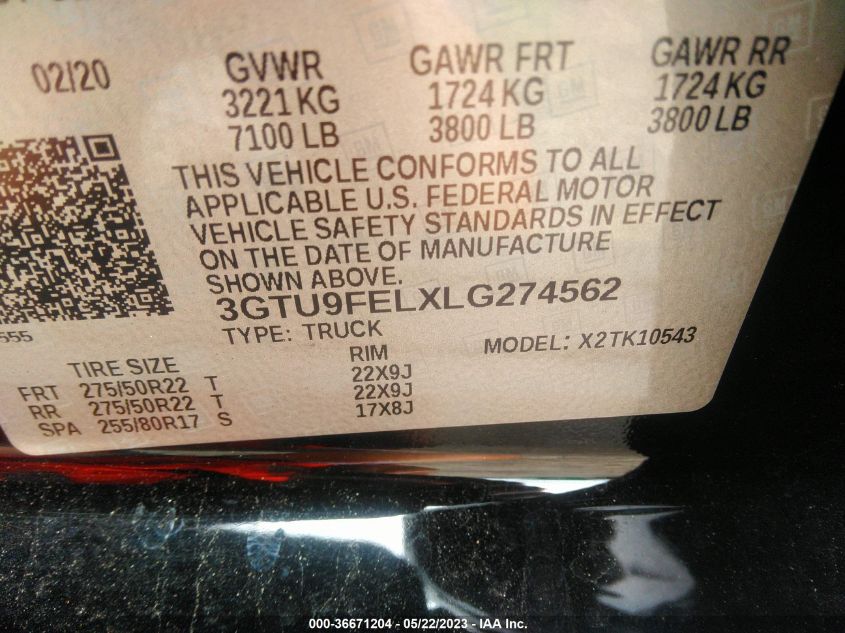 02/20 GVWR GAWR FRT GAWR RR
3221 KG 1724 KG 1724 KG
7100 LB 3800 LB 3800 LB
THIS VEHICLE CONFORMS TO ALL
APPLICABLE U.S. FEDERAL MOTOR
VEHICLE SAFETY STANDARDS IN EFFECT
ON THE DATE OF MANUFACTURE
SHOWN ABOVE.
3GTU9FELXLG274562
555 TYPE: TRUCK MODEL: X2TK10543
TIRE SIZE RIM
FRT 275/50R22 T 22X9J
RR 275/50R22 T 22X9J
SPA 255/80R17 S 17X8J
GM
000-36671204 - 05/22/2023 - IAA Inc.